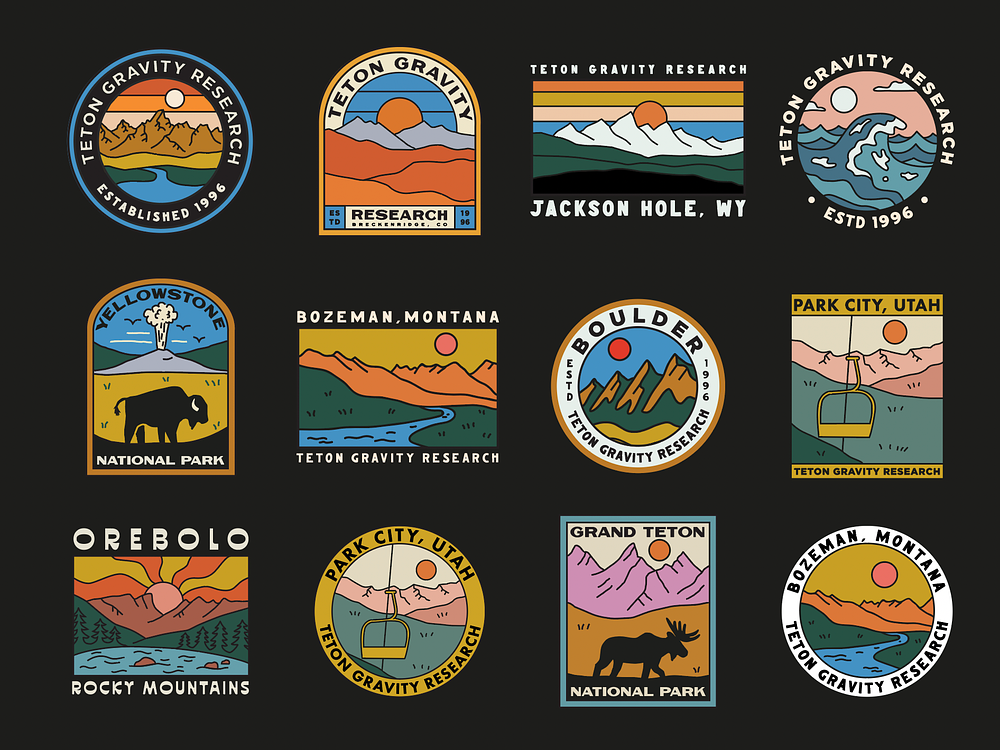 TETON GRAVITY RESEARCH
ESTABLISHED 1996
TETON GRAVITY
ES
TD
RESEARCH
BRECKENRIDGE, CO
19
96
TETON GRAVITY RESEARCH
JACKSON HOLE, WY
TETON GRAVITY RESEARCH
• ESTD 1996 •
YELLOWSTONE
NATIONAL PARK
BOZEMAN, MONTANA
TETON GRAVITY RESEARCH
BOULDER
ESTD
1996
TETON GRAVITY RESEARCH
PARK CITY, UTAH
TETON GRAVITY RESEARCH
OREBOLO
ROCKY MOUNTAINS
PARK CITY, UTAH
TETON GRAVITY RESEARCH
GRAND TETON
NATIONAL PARK
BOZEMAN, MONTANA
TETON GRAVITY RESEARCH